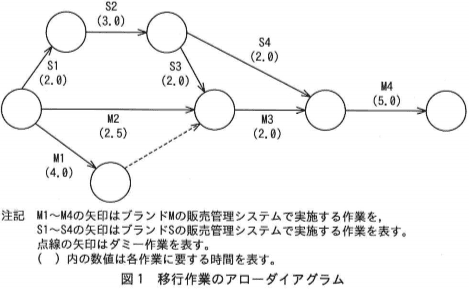 S2
(3.0)
S1
(2.0)
S3
(2.0)
S4
(2.0)
M2
(2.5)
M3
(2.0)
M4
(5.0)
M1
(4.0)
注記 M1~M4の矢印はブランドMの販売管理システムで実施する作業を,
S1~S4の矢印はブランドSの販売管理システムで実施する作業を表す。
点線の矢印はダミー作業を表す。
( )内の数値は各作業に要する時間を表す。
図1 移行作業のアローダイアグラム